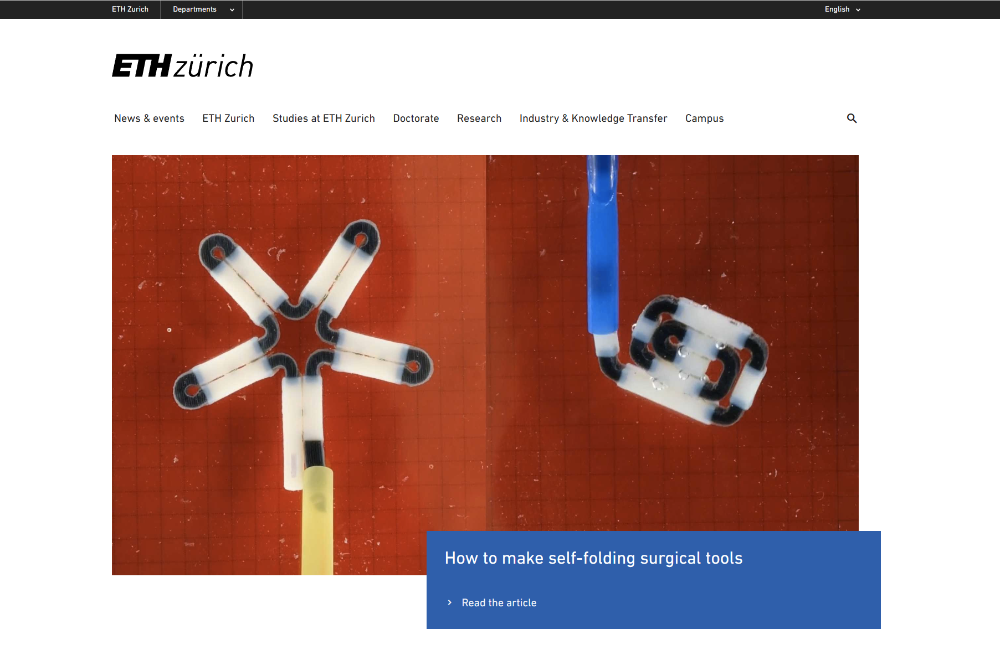 ETH Zurich
Departments
English
ETH zürich
News & events
ETH Zurich
Studies at ETH Zurich
Doctorate
Research
Industry & Knowledge Transfer
Campus
How to make self-folding surgical tools
Read the article